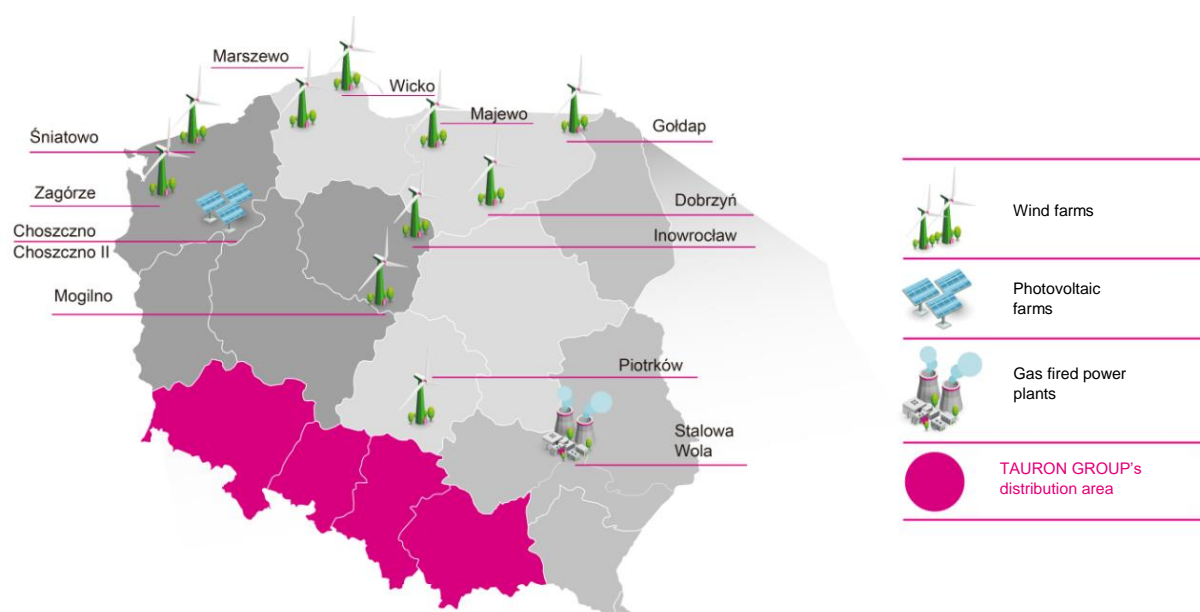 Marszewo
Wicko
Majewo
Gołdap
Śniatowo
Zagórze
Dobrzyń
Choszczno
Choszczno II
Inowrocław
Mogilno
Piotrków
Stalowa
Wola
Wind farms
Photovoltaic
farms
Gas fired power
plants
TAURON GROUP's
distribution area